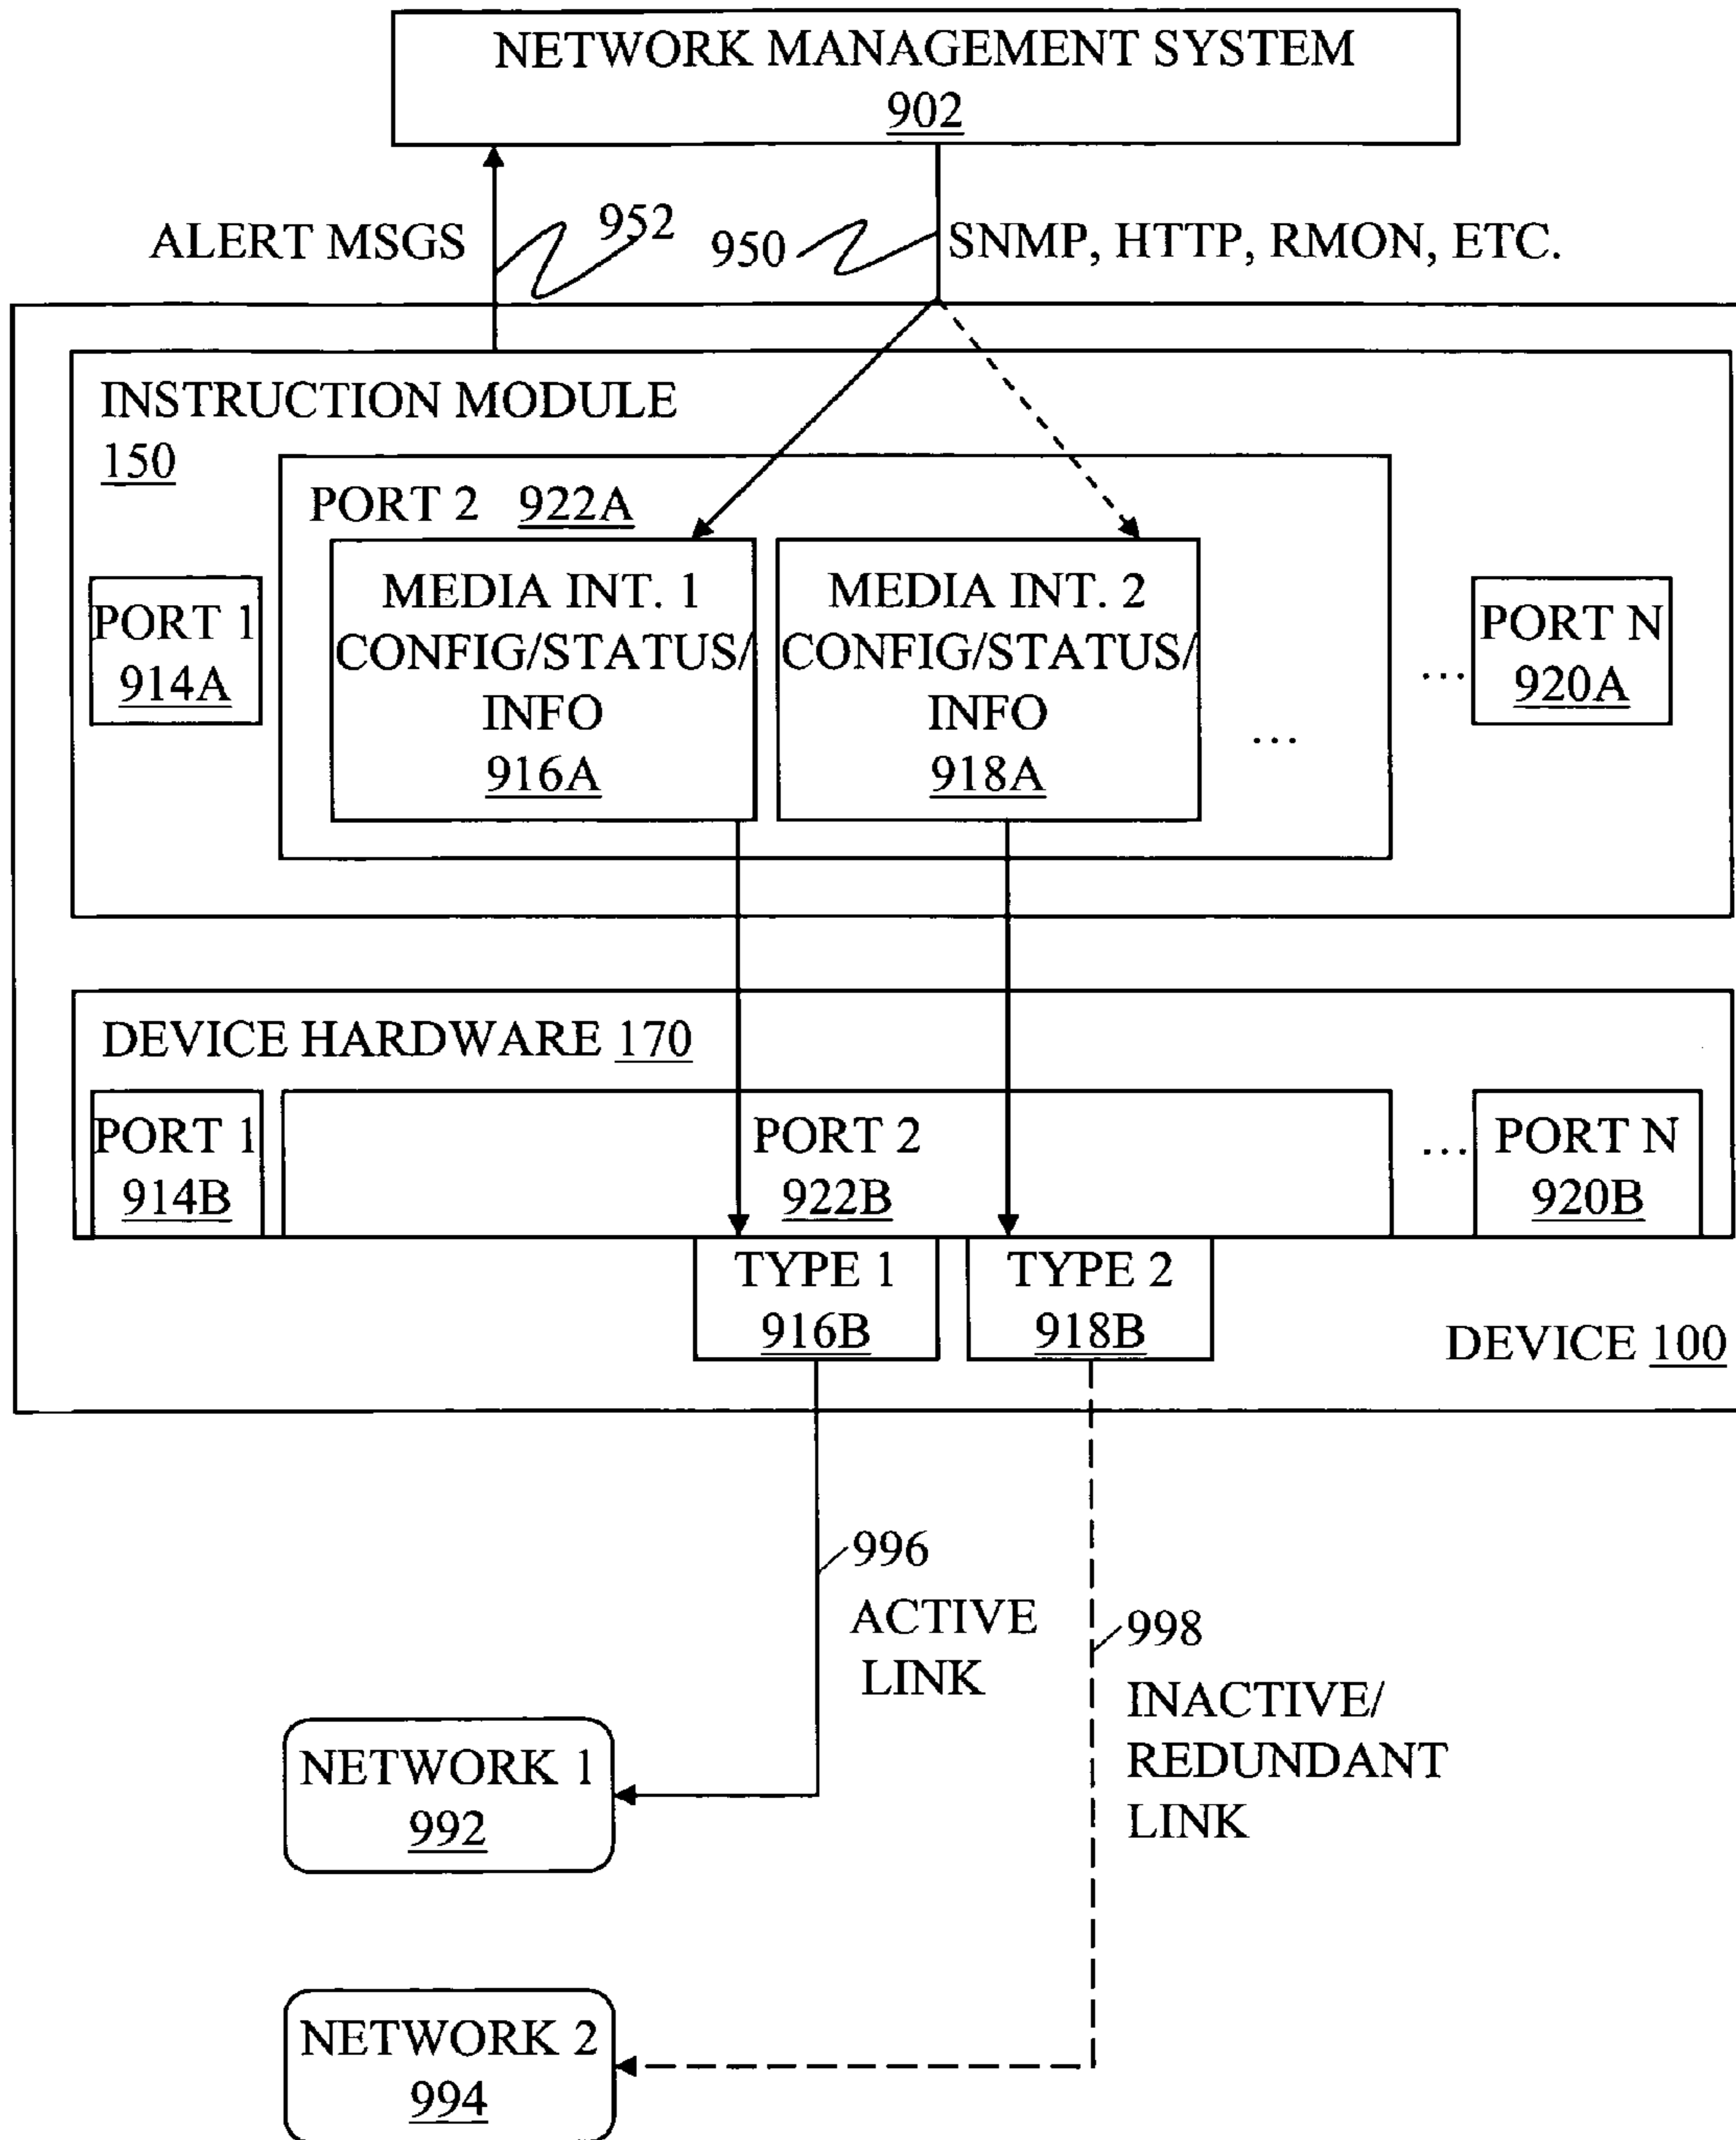 NETWORK MANAGEMENT SYSTEM
902
ALERT MSGS
952
950
SNMP, HTTP, RMON, ETC.
INSTRUCTION MODULE
150
PORT 2 922A
PORT 1
914A
MEDIA INT. 1
CONFIG/STATUS/
INFO
916A
MEDIA INT. 2
CONFIG/STATUS/
INFO
918A
...
...
PORT N
920A
DEVICE HARDWARE 170
PORT 1
914B
PORT 2
922B
...
PORT N
920B
TYPE 1
916B
TYPE 2
918B
DEVICE 100
996
ACTIVE
LINK
998
INACTIVE/
REDUNDANT
LINK
NETWORK 1
992
NETWORK 2
994